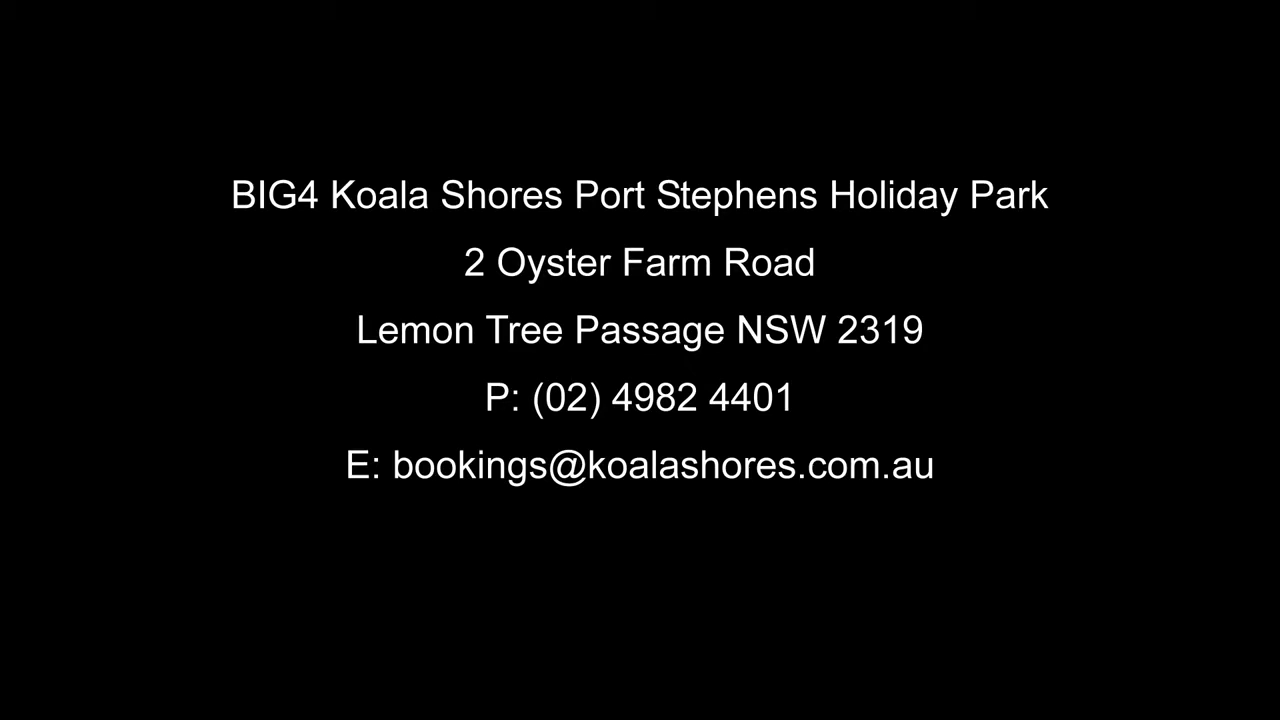 BIG4 Koala Shores Port Stephens Holiday Park
2 Oyster Farm Road
Lemon Tree Passage NSW 2319
P: (02) 4982 4401
E: bookings@koalashores.com.au